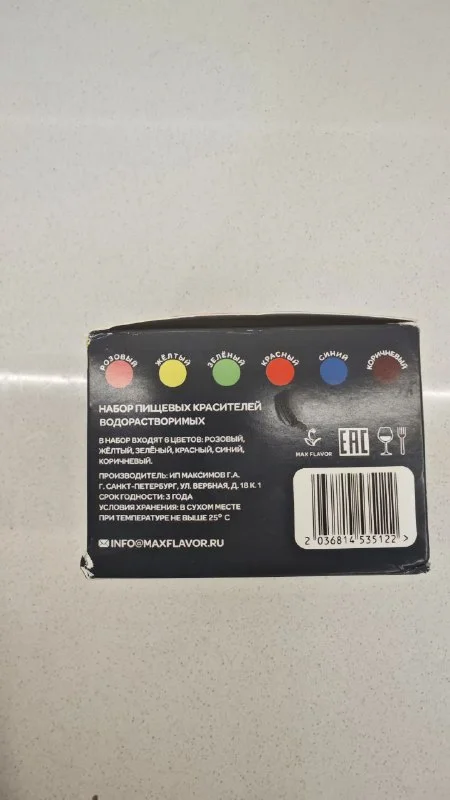 РОЗОВЫЙ ЖЁЛТЫЙ ЗЕЛЁНЫЙ КРАСНЫЙ СИНИЙ КОРИЧНЕВЫЙ
НАБОР ПИЩЕВЫХ КРАСИТЕЛЕЙ
ВОДОРАСТВОРИМЫХ
В НАБОР ВХОДЯТ 6 ЦВЕТОВ: РОЗОВЫЙ,
ЖЁЛТЫЙ, ЗЕЛЁНЫЙ, КРАСНЫЙ, СИНИЙ,
КОРИЧНЕВЫЙ.
ПРОИЗВОДИТЕЛЬ: ИП МАКСИМОВ Г.А.
Г. САНКТ-ПЕТЕРБУРГ, УЛ. ВЕРБНАЯ, Д. 18 К. 1
СРОК ГОДНОСТИ: 3 ГОДА
УСЛОВИЯ ХРАНЕНИЯ: В СУХОМ МЕСТЕ
ПРИ ТЕМПЕРАТУРЕ НЕ ВЫШЕ 25° С
INFO@MAXFLAVOR.RU
MAX FLAVOR
EAC
2 036814 535122 >